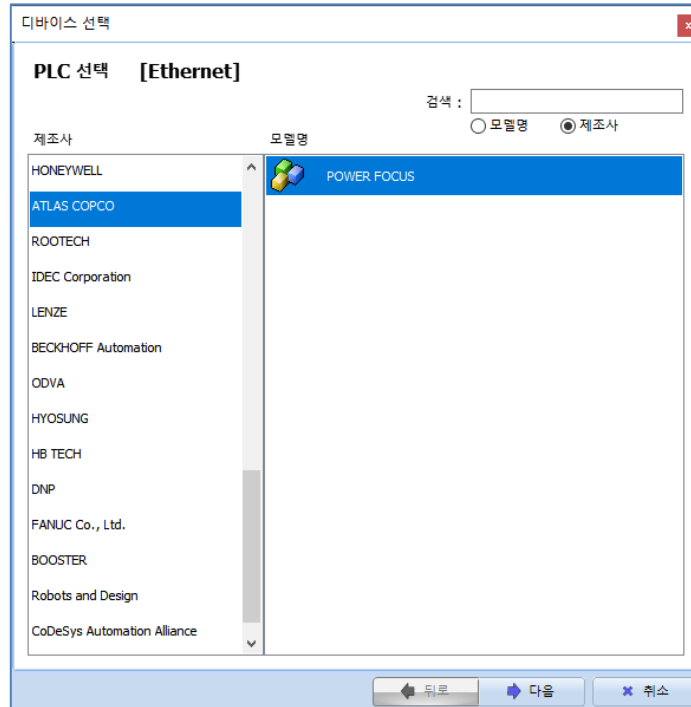 디바이스 선택
PLC 선택 [Ethernet]
검색 :
모델명 제조사
제조사
모델명
HONEYWELL
ATLAS COPCO
ROOTECH
IDEC Corporation
LENZE
BECKHOFF Automation
ODVA
HYOSUNG
HB TECH
DNP
FANUC Co., Ltd.
BOOSTER
Robots and Design
CoDeSys Automation Alliance
POWER FOCUS
뒤로 다음 취소